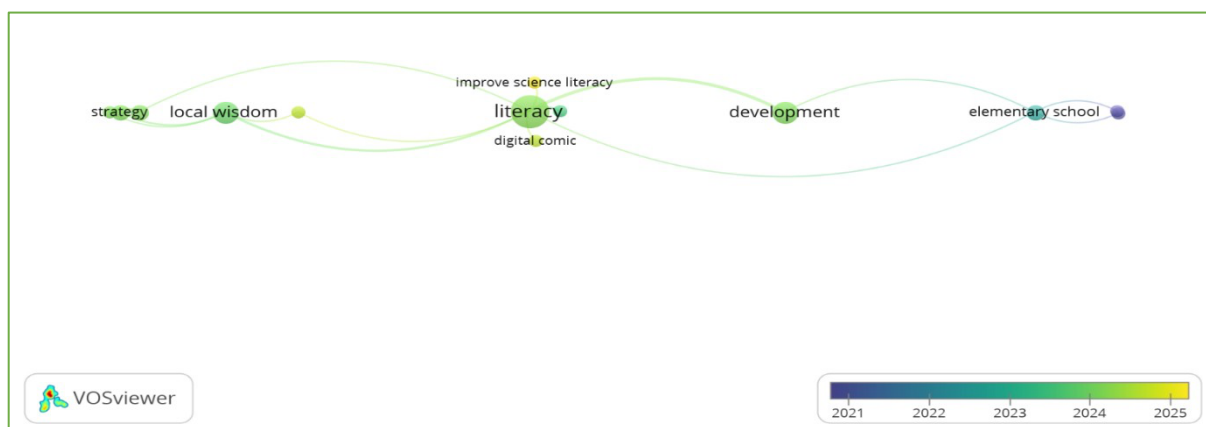 improve science literacy
strategy
local wisdom
literacy
development
elementary school
digital comic
VOSviewer
2021 2022 2023 2024 2025